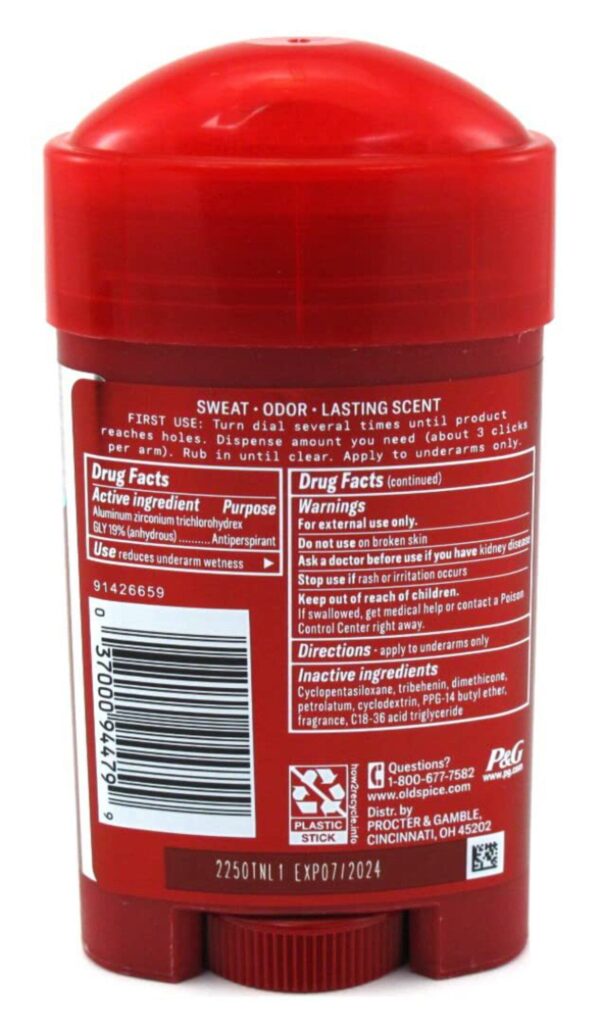 SWEAT • ODOR • LASTING SCENT
FIRST USE: Turn dial several times until product
reaches holes. Dispense amount you need (about 3 clicks
per arm). Rub in until clear. Apply to underarms only.
Drug Facts
Active ingredient Purpose
Aluminum zirconium trichlorohydrex
GLY 19% (anhydrous) .......... Antiperspirant
Use reduces underarm wetness
91426659
0 37000 94479 9
Drug Facts (continued)
Warnings
For external use only.
Do not use on broken skin
Ask a doctor before use if you have kidney disease
Stop use if rash or irritation occurs
Keep out of reach of children.
If swallowed, get medical help or contact a Poison
Control Center right away.
Directions • apply to underarms only
Inactive ingredients
Cyclopentasiloxane, tribehenin, dimethicone,
petrolatum, cyclodextrin, PPG-14 butyl ether,
fragrance, C18-36 acid triglyceride
PLASTIC
STICK
how2recycle.info
Questions?
1-800-677-7582
www.oldspice.com
Distr. by
PROCTER & GAMBLE,
CINCINNATI, OH 45202
P&G
www.pg.com
2250TNL1 EXP07/2024